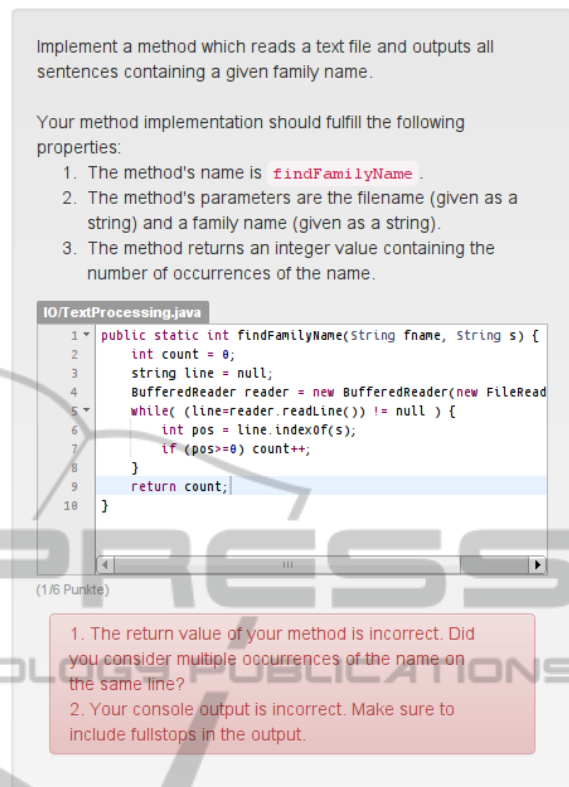 Implement a method which reads a text file and outputs all
sentences containing a given family name.
Your method implementation should fulfill the following
properties:
1. The method's name is findFamilyName .
2. The method's parameters are the filename (given as a
string) and a family name (given as a string).
3. The method returns an integer value containing the
number of occurrences of the name.
IO/TextProcessing.java
1 public static int findFamilyName(String fname, String s) {
2 int count = 0;
3 string line = null;
4 BufferedReader reader = new BufferedReader(new FileRead
5 while( (line=reader.readLine()) != null ) {
6 int pos = line.indexOf(s);
7 if (pos>=0) count++;
8 }
9 return count;
10 }
(1/6 Punkte)
1. The return value of your method is incorrect. Did
you consider multiple occurrences of the name on
the same line?
2. Your console output is incorrect. Make sure to
include fullstops in the output.
PRESS
OLOGY PUBLICATIONS